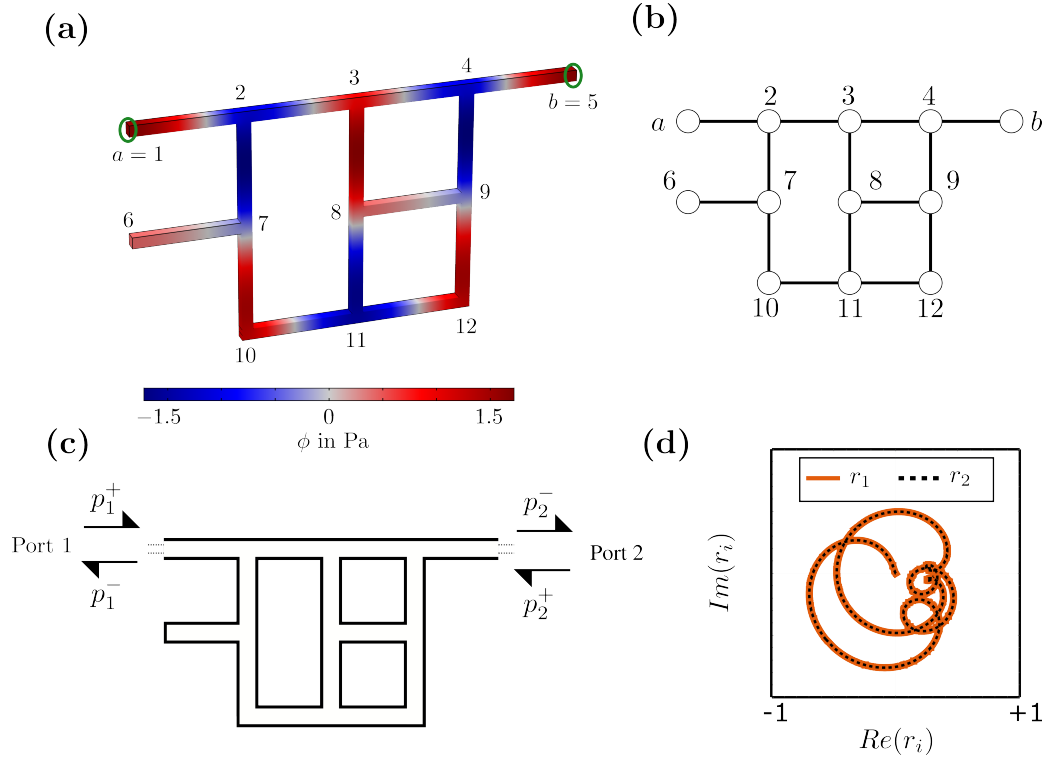 (a)
2
3
4
a = 1
b = 5
6
7
8
9
10
11
12
−1.5
0
1.5
ϕ in Pa
(b)
2
3
4
a
b
6
7
8
9
10
11
12
(c)
p₁⁺
p₂⁻
Port 1
Port 2
p₁⁻
p₂⁺
(d)
r₁
r₂
Im(rᵢ)
-1
+1
Re(rᵢ)